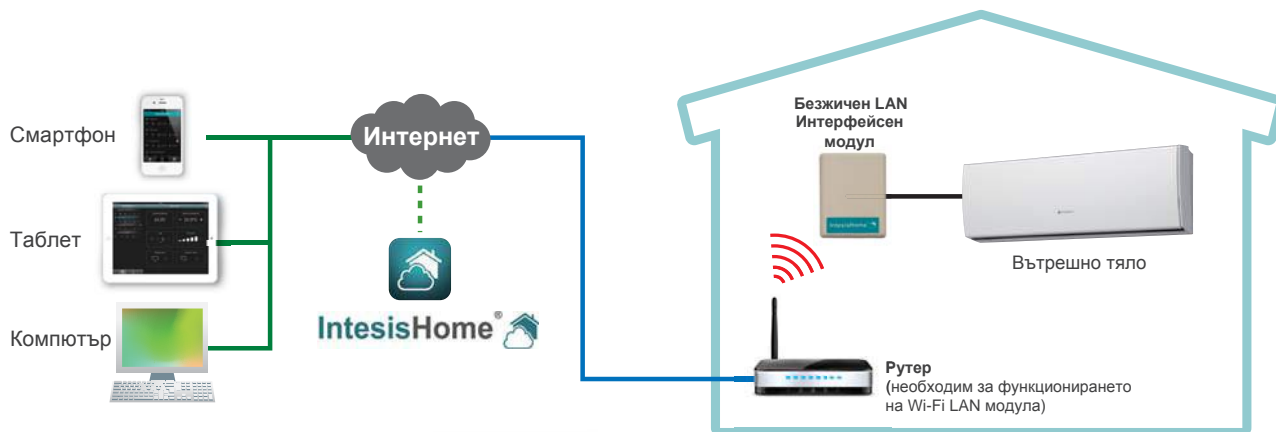 Смартфон
Таблет
Компютър
Интернет
IntesisHome®
Безжичен LAN
Интерфейсен
модул
IntesisHome
Вътрешно тяло
Рутер
(необходим за функционирането
на Wi-Fi LAN модула)